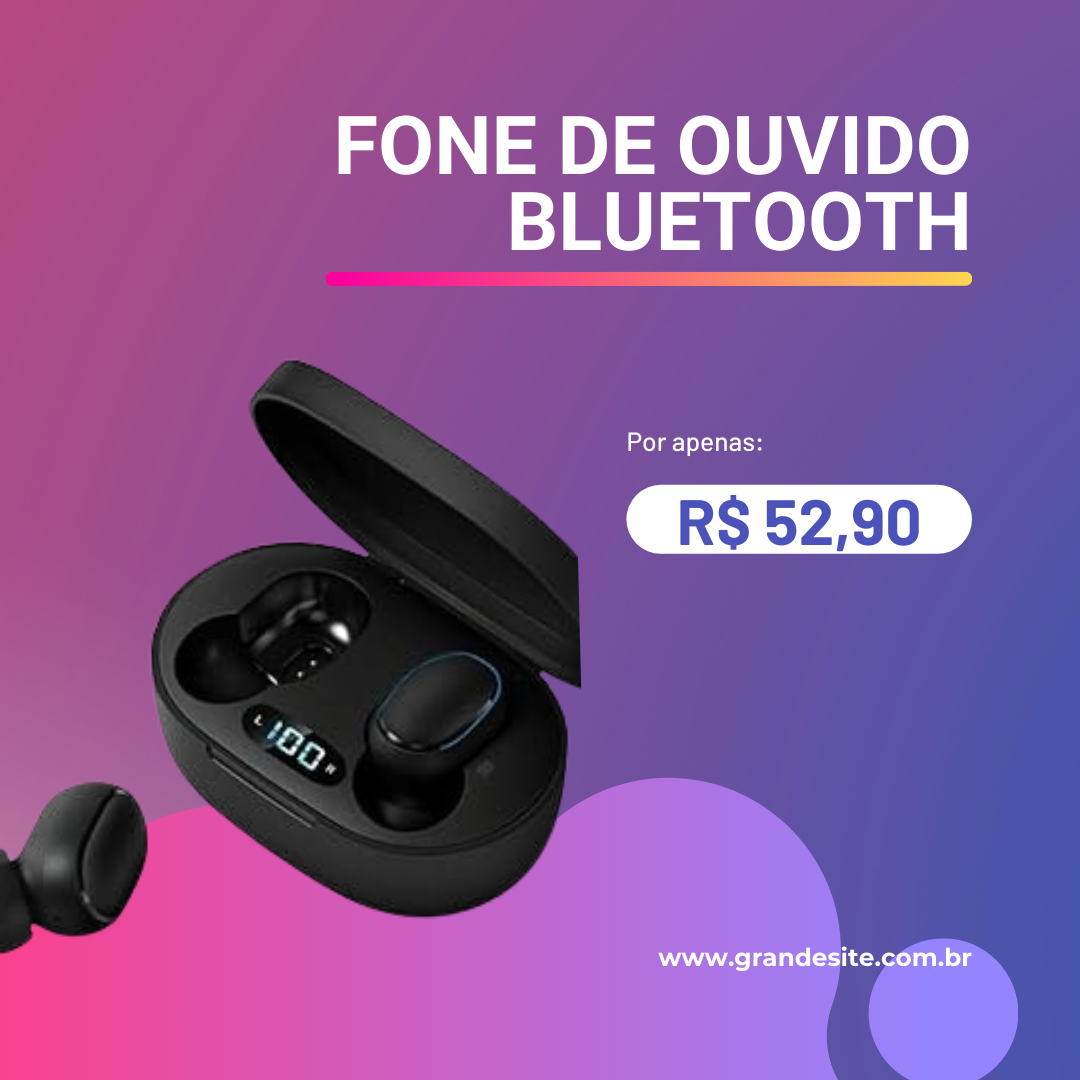 FONE DE OUVIDO
BLUETOOTH
Por apenas:
R$ 52,90
L 100 R
www.grandesite.com.br